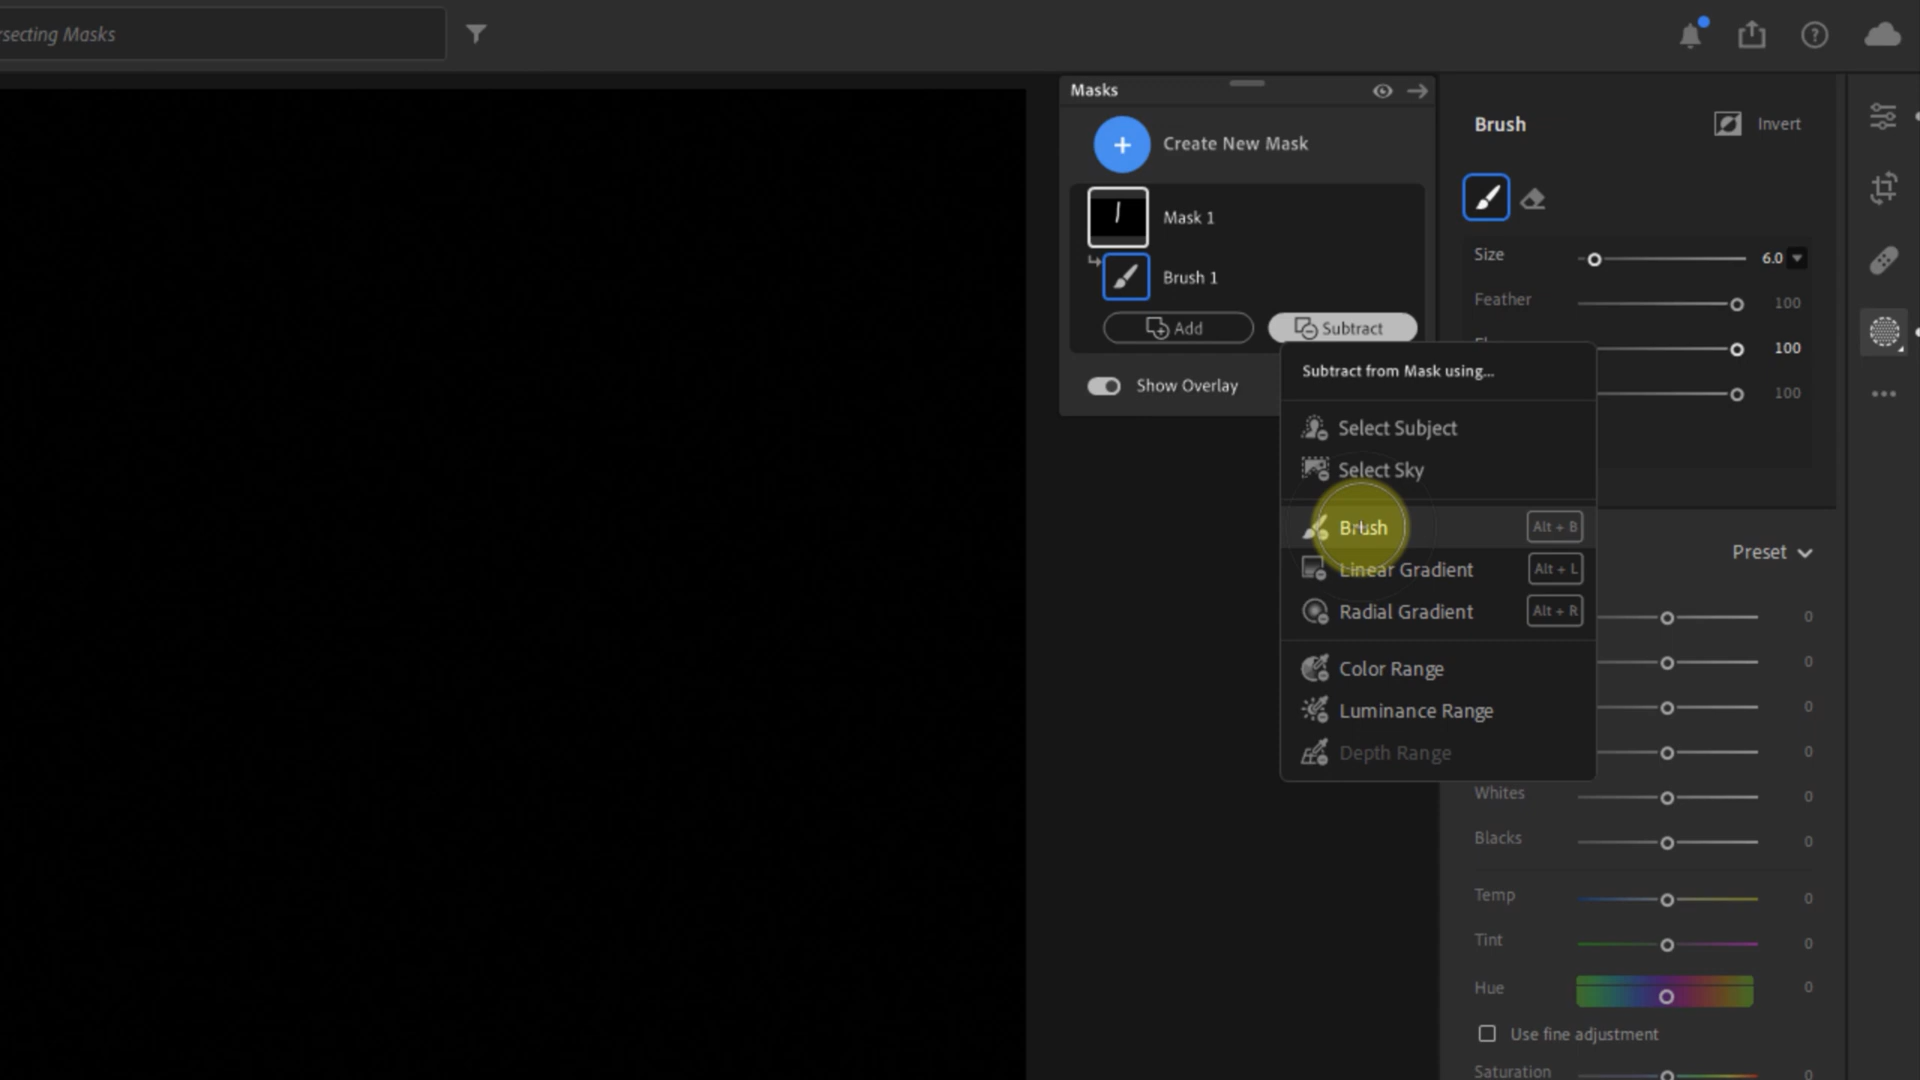 rsecting Masks
Masks
Create New Mask
Mask 1
Brush 1
Add
Subtract
Show Overlay
Subtract from Mask using...
Select Subject
Select Sky
Brush
Alt + B
Linear Gradient
Alt + L
Radial Gradient
Alt + R
Color Range
Luminance Range
Depth Range
Brush
Invert
Size
6.0
Feather
100
100
100
Preset
0
0
0
0
Whites
0
Blacks
0
Temp
0
Tint
0
Hue
0
Use fine adjustment
Saturation
0